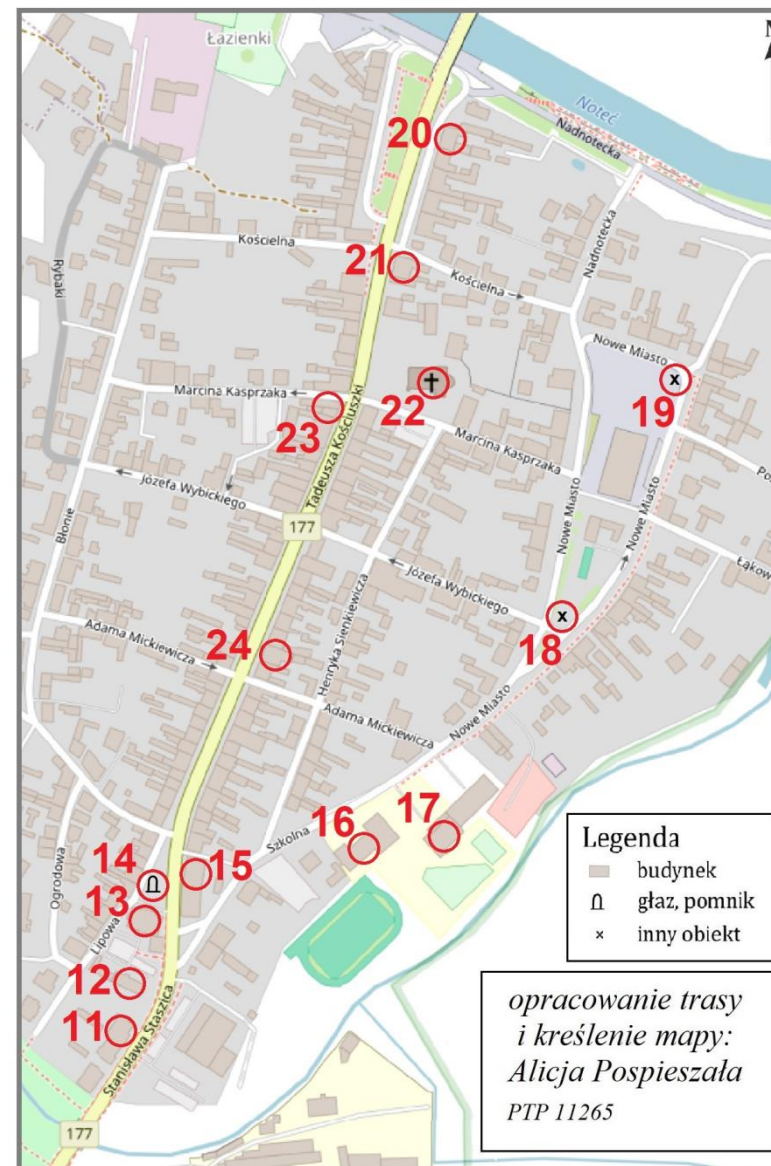 N
Łazienki
Noteć
Nadnotecka
20
Kościelna
21
Kościelna
Nadnotecka
Rybaki
Nowe Miasto
x
19
Marcina Kasprzaka
22
23
Marcina Kasprzaka
Tadeusza Kościuszki
Józefa Wybickiego
177
Nowe Miasto
Nowe Miasto
Błonie
Józefa Wybickiego
x
18
Henryka Sienkiewicza
24
Adama Mickiewicza
Adama Mickiewicza
Nowe Miasto
Szkolna
16
17
14
15
13
Ogrodowa
Lipowa
12
11
Stanisława Staszica
177
Legenda
budynek
głaz, pomnik
x inny obiekt
opracowanie trasy
i kreślenie mapy:
Alicja Pospieszała
PTP 11265